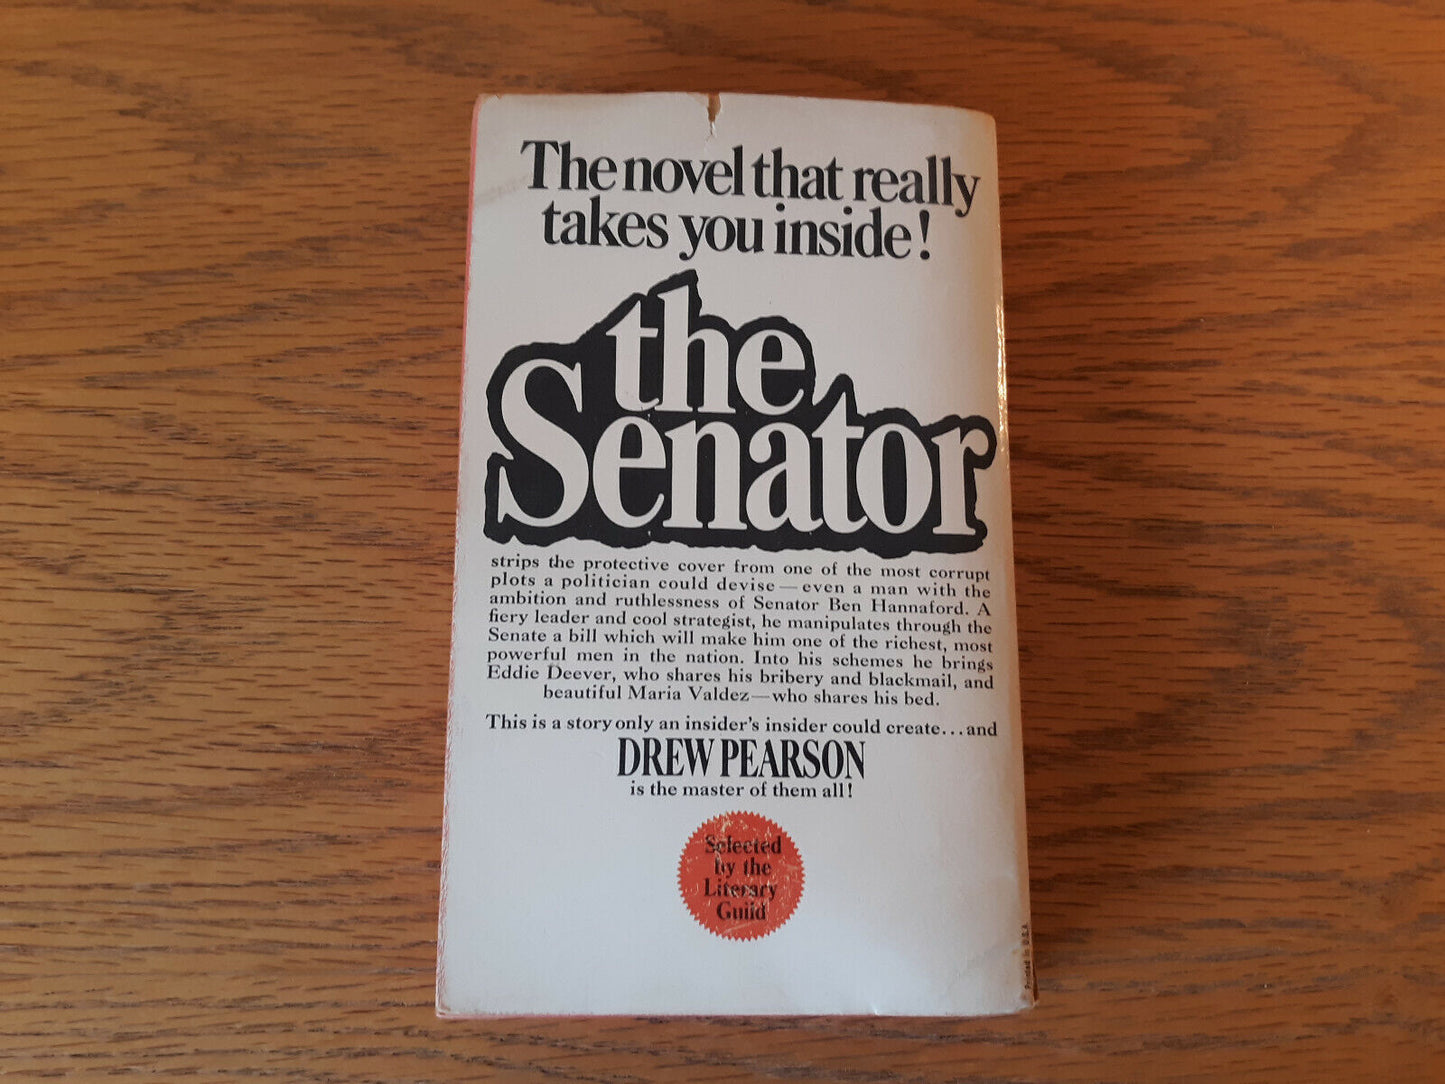 The novel that really
takes you inside!
the
Senator
strips the protective cover from one of the most corrupt
plots a politician could devise — even a man with the
ambition and ruthlessness of Senator Ben Hannaford. A
fiery leader and cool strategist, he manipulates through the
Senate a bill which will make him one of the richest, most
powerful men in the nation. Into his schemes he brings
Eddie Deever, who shares his bribery and blackmail, and
beautiful Maria Valdez—who shares his bed.
This is a story only an insider's insider could create...and
DREW PEARSON
is the master of them all!
Selected
by the
Literary
Guild
Printed in U.S.A.